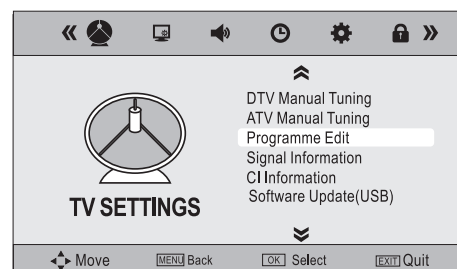 DTV Manual Tuning
ATV Manual Tuning
Programme Edit
Signal Information
CI Information
Software Update(USB)
TV SETTINGS
Move MENU Back OK Select EXIT Quit